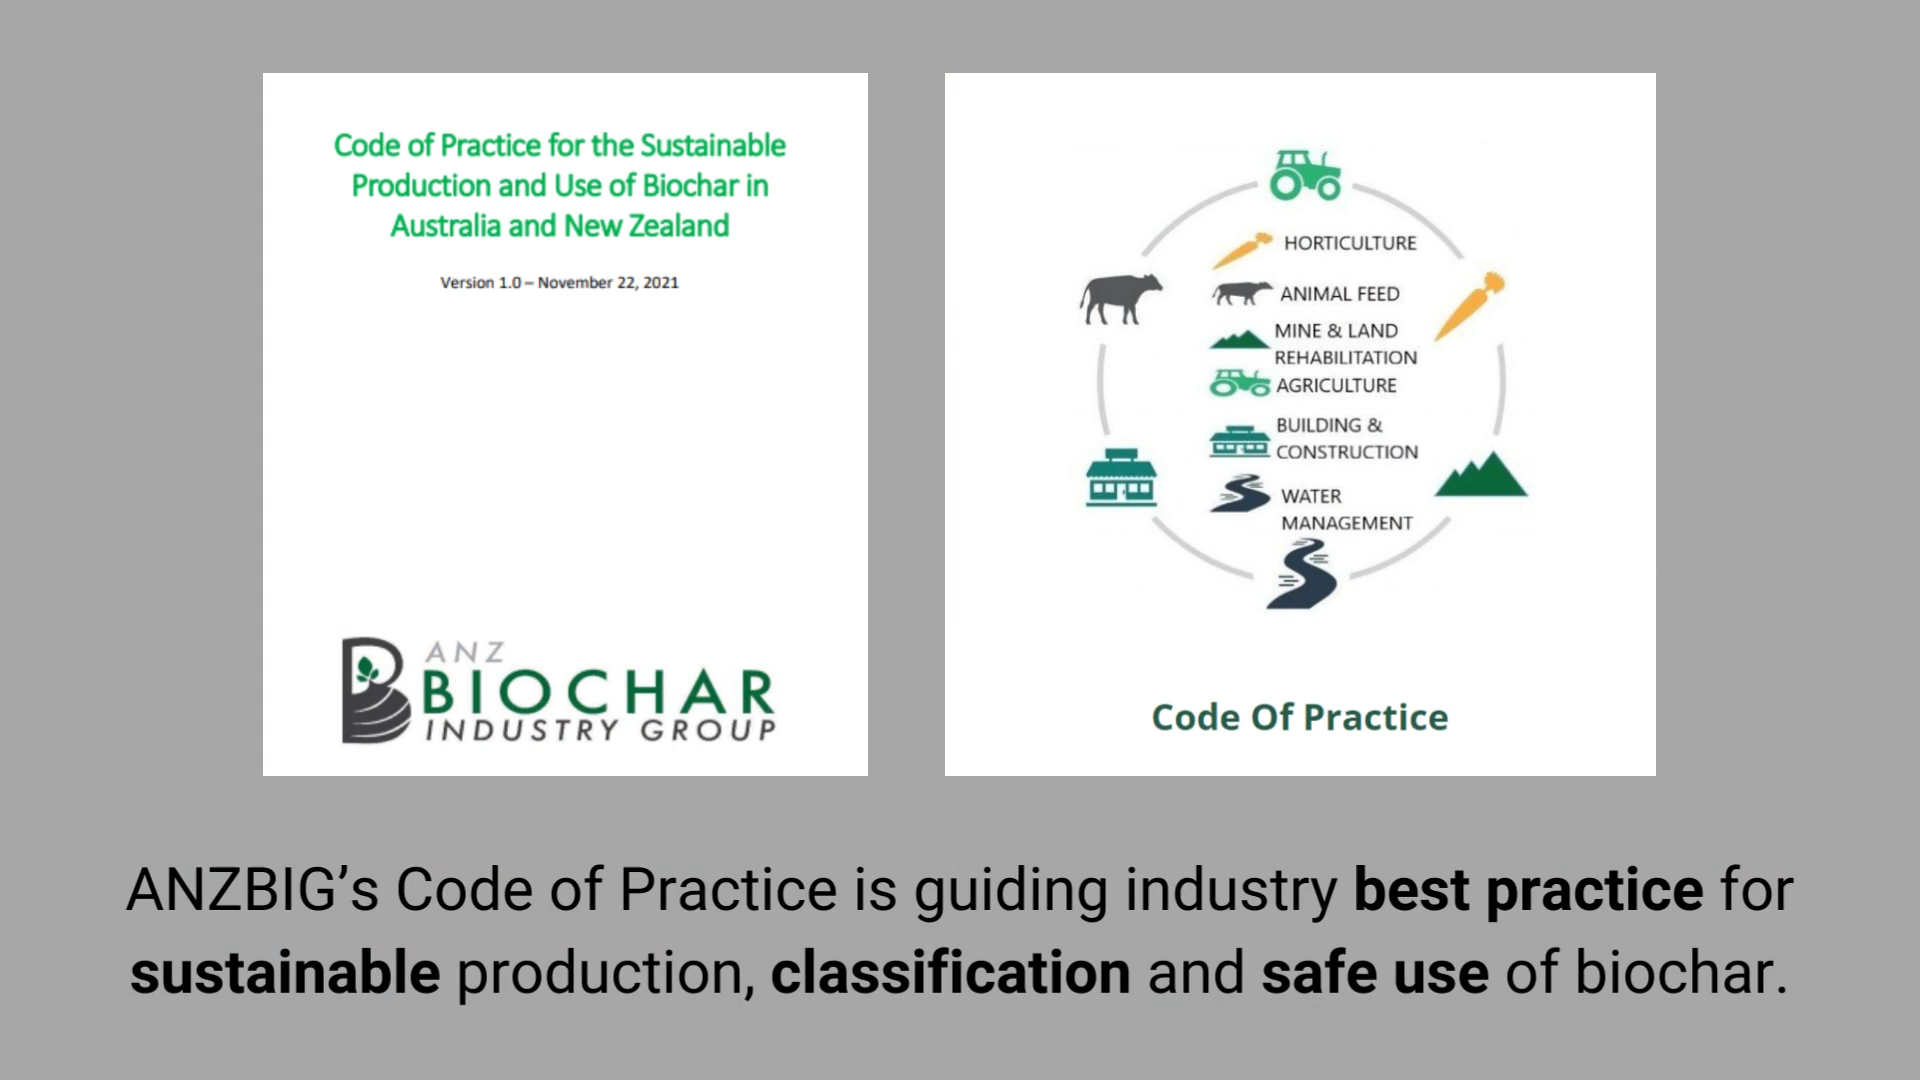 Code of Practice for the Sustainable
Production and Use of Biochar in
Australia and New Zealand
Version 1.0 – November 22, 2021
ANZ
BIOCHAR
INDUSTRY GROUP
HORTICULTURE
ANIMAL FEED
MINE & LAND
REHABILITATION
AGRICULTURE
BUILDING &
CONSTRUCTION
WATER
MANAGEMENT
Code Of Practice
ANZBIG’s Code of Practice is guiding industry best practice for
sustainable production, classification and safe use of biochar.